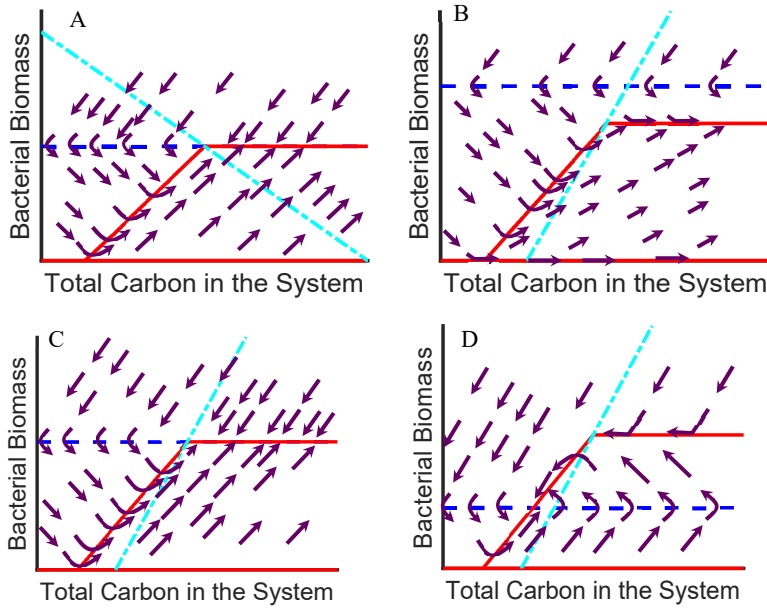 A
Bacterial Biomass
Total Carbon in the System
B
Bacterial Biomass
Total Carbon in the System
C
Bacterial Biomass
Total Carbon in the System
D
Bacterial Biomass
Total Carbon in the System